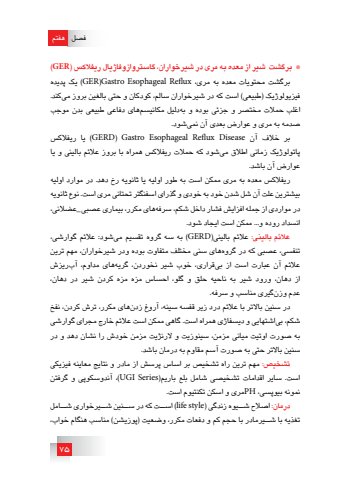 فصل هفتم
* برگشت شیر از معده به مری در شیرخواران، گاستروازوفاژیال ریفلاکس (GER)
برگشت محتویات معده به مری، GER)Gastro Esophageal Reflux) یک پدیده
فیزیولوژیک (طبیعی) است که در شیرخواران سالم، کودکان و حتی بالغین بروز می‌کند.
اغلب حملات مختصر و جزئی بوده و به‌دلیل مکانیسم‌های دفاعی طبیعی بدن موجب
صدمه به مری و عوارض بعدی آن نمی‌شود.
بر خلاف آن Gastro Esophageal Reflux Disease (GERD) یا ریفلاکس
پاتولوژیک زمانی اطلاق می‌شود که حملات ریفلاکس همراه با بروز علائم بالینی و یا
عوارض آن باشد.
ریفلاکس معده به مری ممکن است به طور اولیه یا ثانویه رخ دهد. در موارد اولیه
بیشترین علت آن شل شدن خود به خودی و گذرای اسفنگتر تحتانی مری است. نوع ثانویه
در مواردی از جمله افزایش فشار داخل شکم، سرفه‌های مکرر، بیماری عصبی_عضلانی،
انسداد روده و... ممکن است ایجاد شود.
علائم بالینی: علائم بالینی(GERD) به سه گروه تقسیم می‌شود: علائم گوارشی،
تنفسی، عصبی که در گروه‌های سنی مختلف متفاوت بوده ودر شیرخواران، مهم ترین
علائم آن عبارت است از بی‌قراری، خوب شیر نخوردن، گریه‌های مداوم، آب‌ریزش
از دهان، ورود شیر به ناحیه حلق و گلو، احساس مزه مزه کردن شیر در دهان،
عدم وزن‌گیری مناسب و سرفه.
در سنین بالاتر با علائم درد زیر قفسه سینه، آروغ زدن‌های مکرر، ترش کردن، نفخ
شکم، بی‌اشتهایی و دیسفاژی همراه است. گاهی ممکن است علائم خارج مجرای گوارشی
به صورت اوتیت میانی مزمن، سینوزیت و لارنژیت مزمن خودش را نشان دهد و در
سنین بالاتر حتی به صورت آسم مقاوم به درمان باشد.
تشخیص: مهم ترین راه تشخیص بر اساس پرسش از مادر و نتایج معاینه فیزیکی
است. سایر اقدامات تشخیصی شامل بلع باریم(UGI Series)، آندوسکوپی و گرفتن
نمونه بیوپسی، PHمری و اسکن تکنتیوم است.
درمان: اصلاح شیوه زندگی (life style) است که در سنین شیرخواری شامل
تغذیه با شیرمادر با حجم کم و دفعات مکرر، وضعیت (پوزیشن) مناسب هنگام خواب،
۷۵